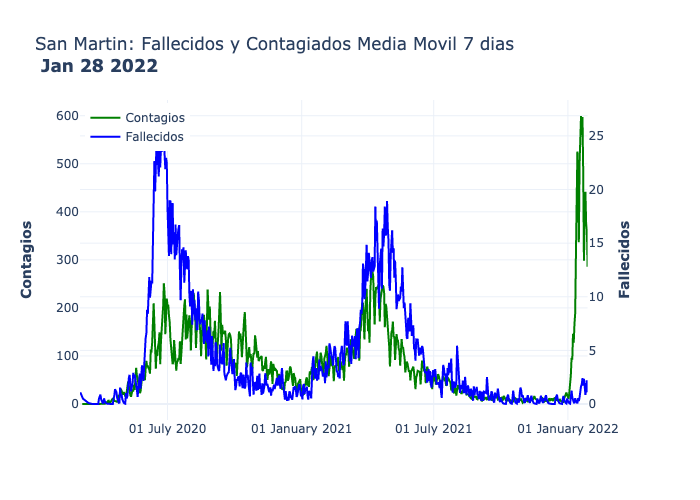 San Martin: Fallecidos y Contagiados Media Movil 7 dias
Jan 28 2022
Contagios
Fallecidos
600
500
400
300
200
100
0
25
20
15
10
5
0
Contagios
Fallecidos
01 July 2020
01 January 2021
01 July 2021
01 January 2022